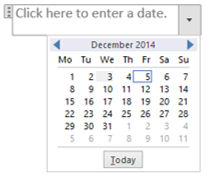 Click here to enter a date.
December 2014
Mo Tu We Th Fr Sa Su
1 2 3 4 5 6 7
8 9 10 11 12 13 14
15 16 17 18 19 20 21
22 23 24 25 26 27 28
29 30 31 1 2 3 4
5 6 7 8 9 10 11
Today